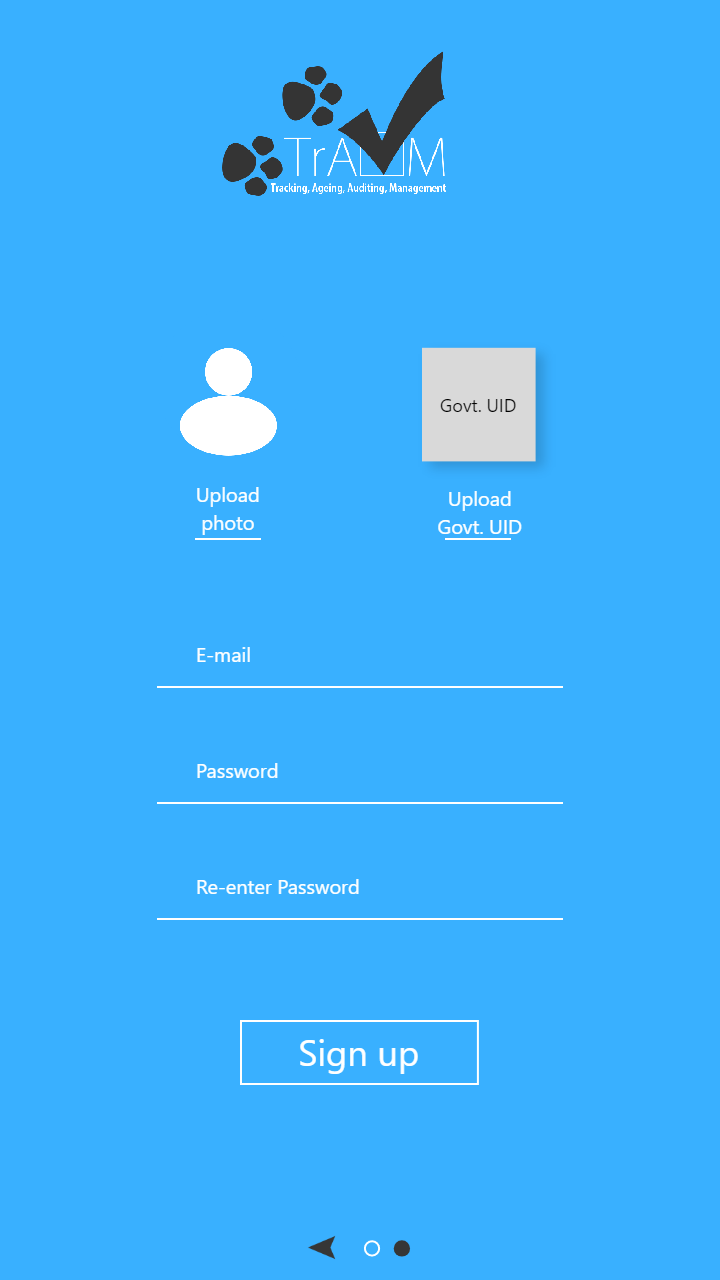 TrA☐M
Tracking, Ageing, Auditing, Management
Govt. UID
Upload
photo
Upload
Govt. UID
E-mail
Password
Re-enter Password
Sign up